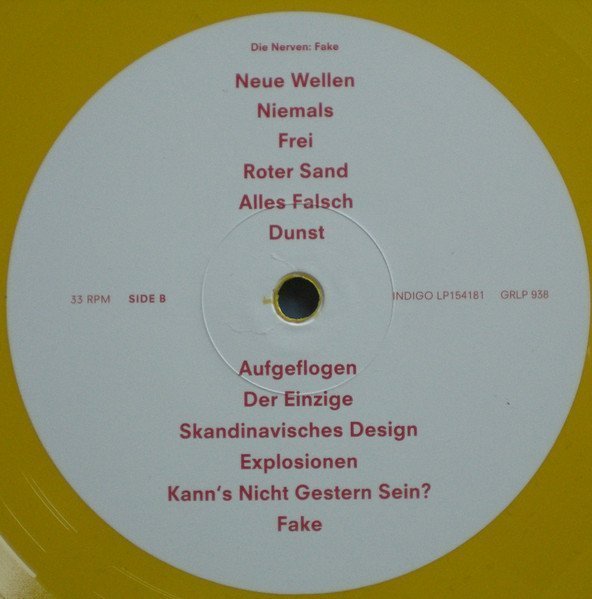 Die Nerven: Fake
Neue Wellen
Niemals
Frei
Roter Sand
Alles Falsch
Dunst
33 RPM SIDE B INDIGO LP154181 GRLP 938
Aufgeflogen
Der Einzige
Skandinavisches Design
Explosionen
Kann's Nicht Gestern Sein?
Fake